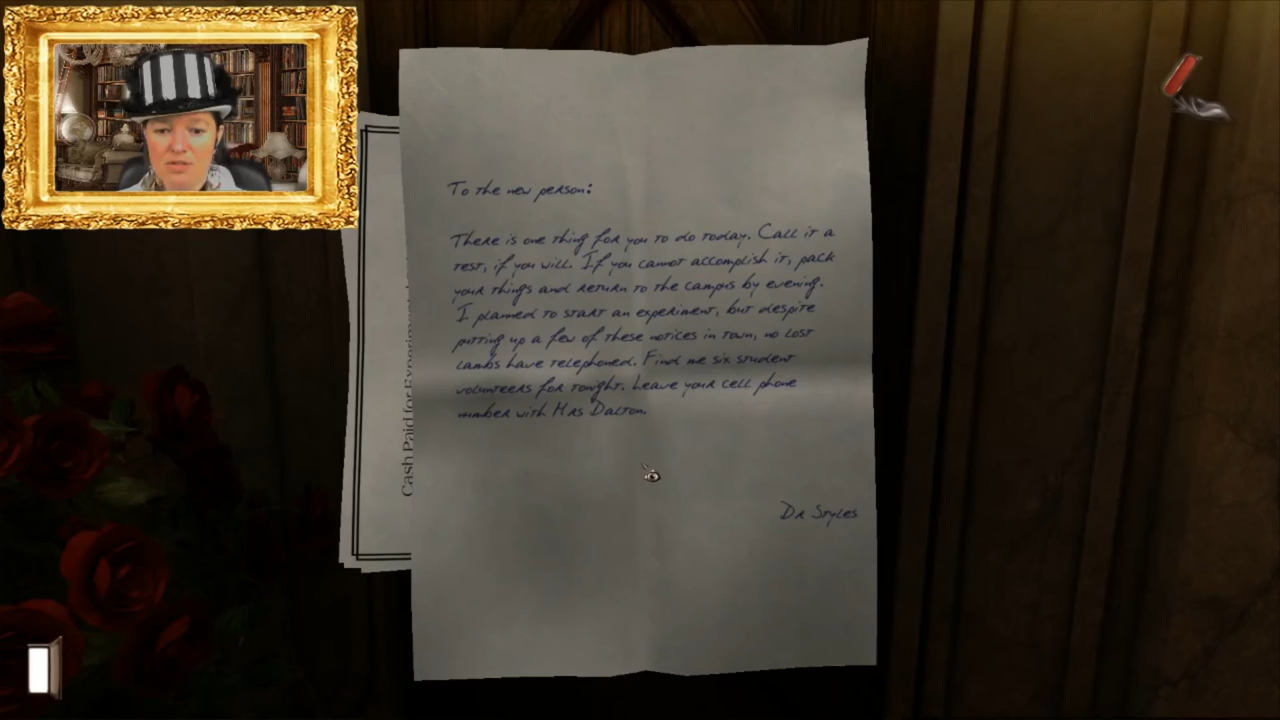 To the new person:
There is one thing for you to do today. Call it a
test, if you will. If you cannot accomplish it, pack
your things and return to the campus by evening.
I planned to start an experiment, but despite
putting up a few of these notices in town, no lost
lambs have telephoned. Find me six student
volunteers for tonight. Leave your cell phone
number with Mrs Dalton.
Dr Styles
Cash Paid for